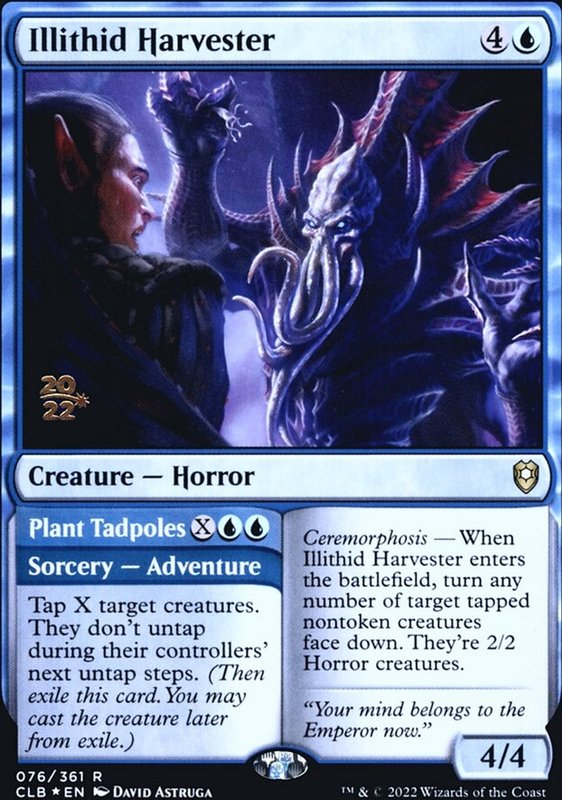 Illithid Harvester 4
20
22
Creature — Horror
Plant Tadpoles X
Sorcery — Adventure
Tap X target creatures.
They don't untap
during their controllers'
next untap steps. (Then
exile this card. You may
cast the creature later
from exile.)
Ceremorphosis — When
Illithid Harvester enters
the battlefield, turn any
number of target tapped
nontoken creatures
face down. They're 2/2
Horror creatures.
"Your mind belongs to the
Emperor now."
4/4
076/361 R
CLB ★ EN David Astruga
™ & © 2022 Wizards of the Coast